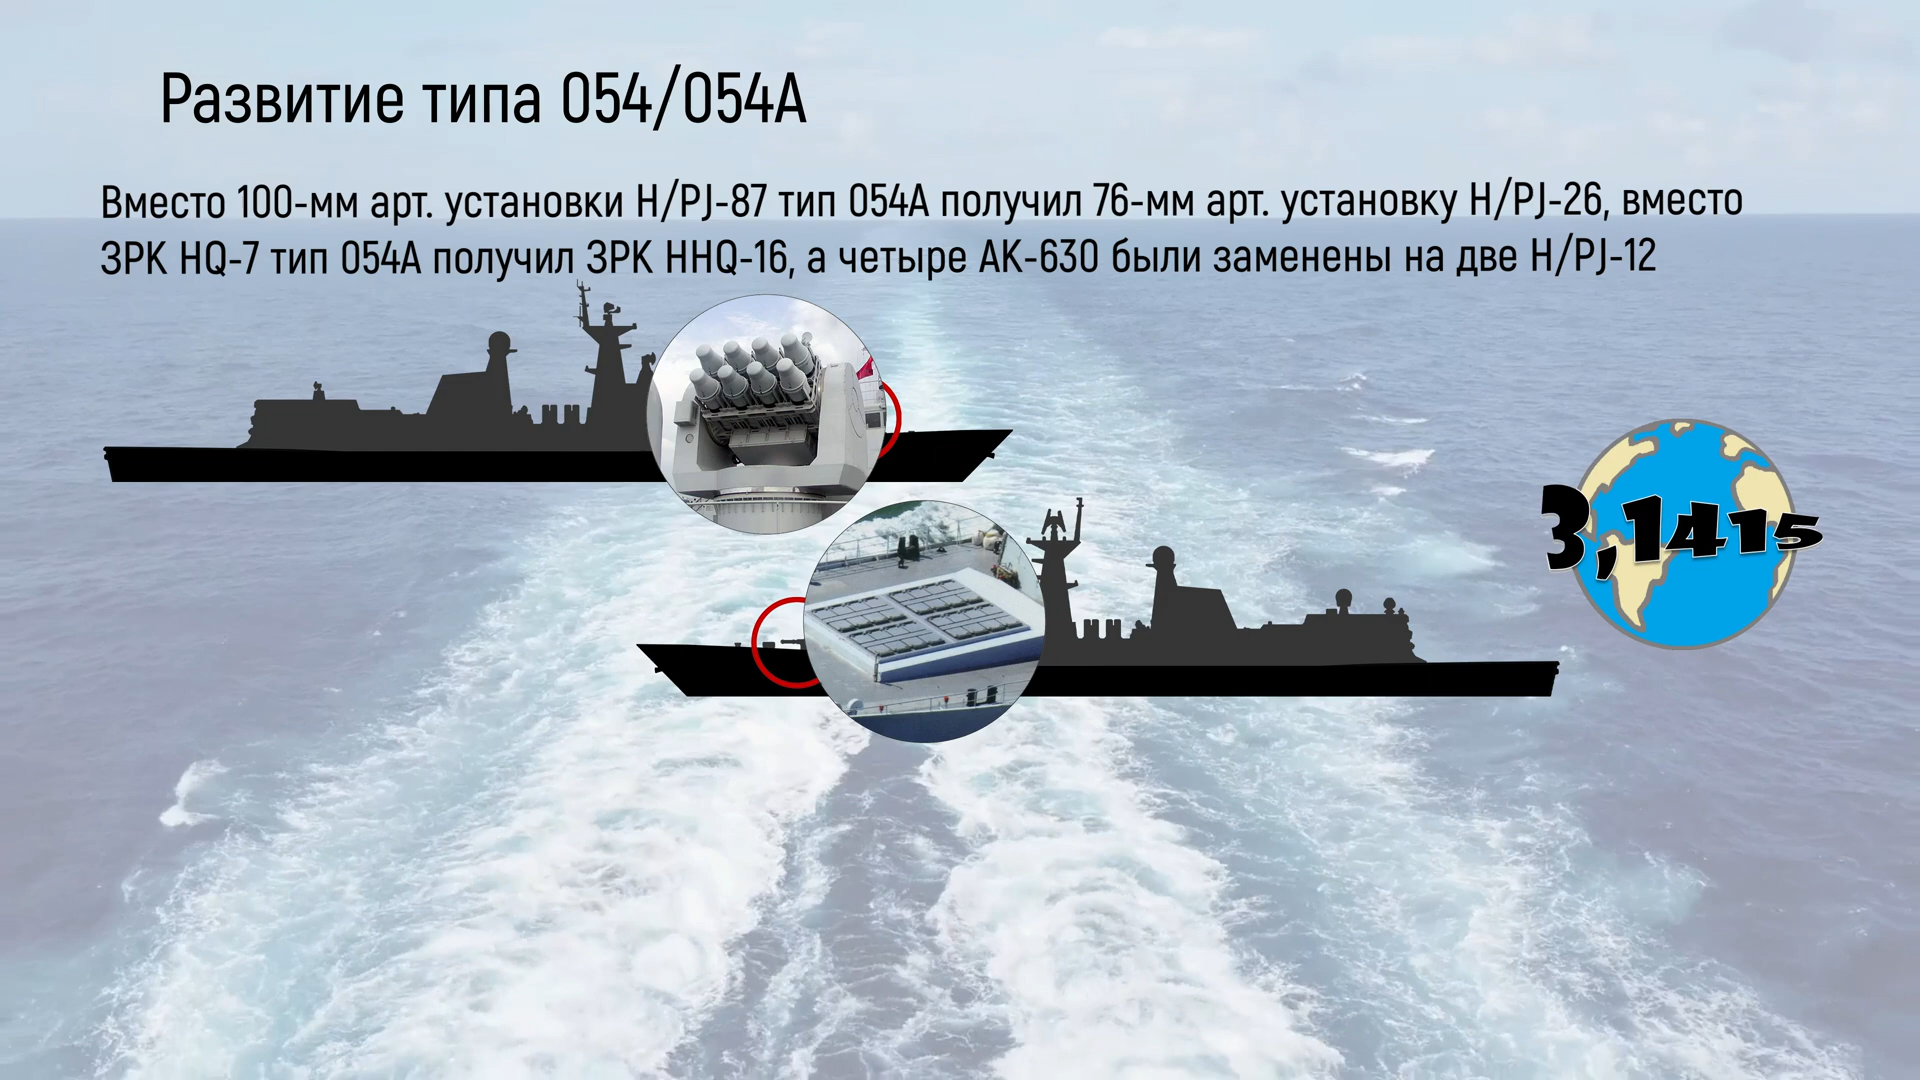 Развитие типа 054/054А
Вместо 100-мм арт. установки H/PJ-87 тип 054А получил 76-мм арт. установку H/PJ-26, вместо
ЗРК HQ-7 тип 054А получил ЗРК HHQ-16, а четыре АК-630 были заменены на две H/PJ-12
3,1415